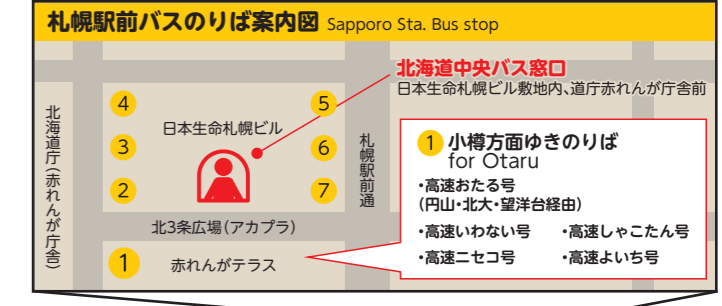 札幌駅前バスのりば案内図 Sapporo Sta. Bus stop
北海道中央バス窓口
日本生命札幌ビル敷地内、道庁赤れんが庁舎前
北海道庁(赤れんが庁舎)
4
3
2
日本生命札幌ビル
5
6
7
札幌駅前通
北3条広場(アカプラ)
1
赤れんがテラス
1 小樽方面ゆきのりば
for Otaru
・高速おたる号
(円山・北大・望洋台経由)
・高速いわない号 ・高速しゃこたん号
・高速ニセコ号 ・高速よいち号